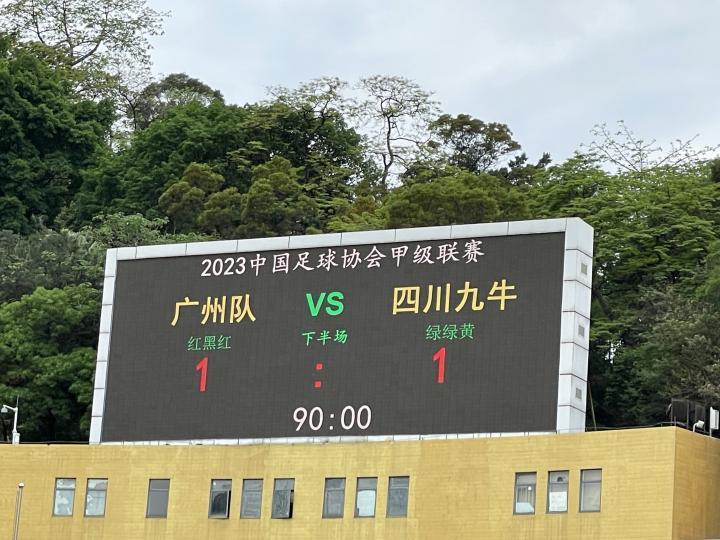 2023中国足球协会甲级联赛
广州队 VS 四川九牛
红黑红 下半场 绿绿黄
1 : 1
90:00